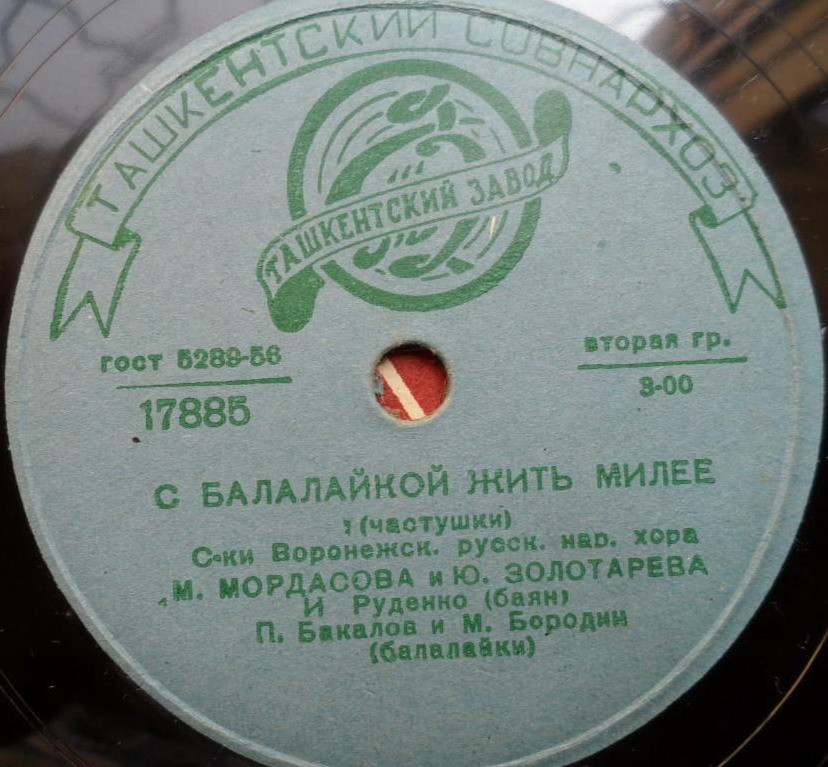 ТАШКЕНТСКИЙ СОВНАРХОЗ
ТАШКЕНТСКИЙ ЗАВОД
гост 5289-56
вторая гр.
17885
3-00
С БАЛАЛАЙКОЙ ЖИТЬ МИЛЕЕ
(частушки)
С-ки Воронежск. русск. нар. хора
М. МОРДАСОВА и Ю. ЗОЛОТАРЕВА
И Руденко (баян)
П. Бакалов и М. Бородин
(балалайки)